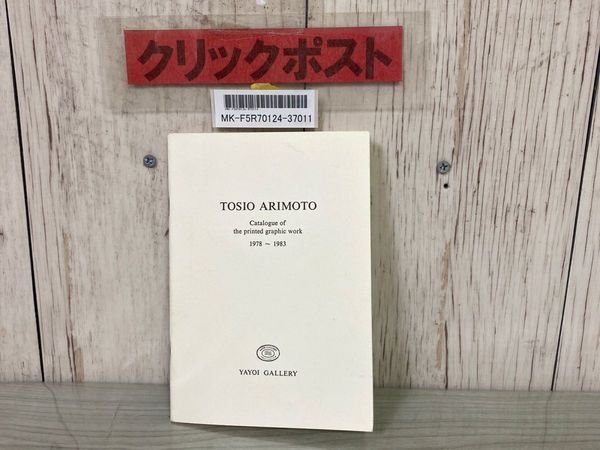 クリックポスト
MK-F5R70124-37011
TOSIO ARIMOTO
Catalogue of
the printed graphic work
1978 ~ 1983
YAYOI GALLERY